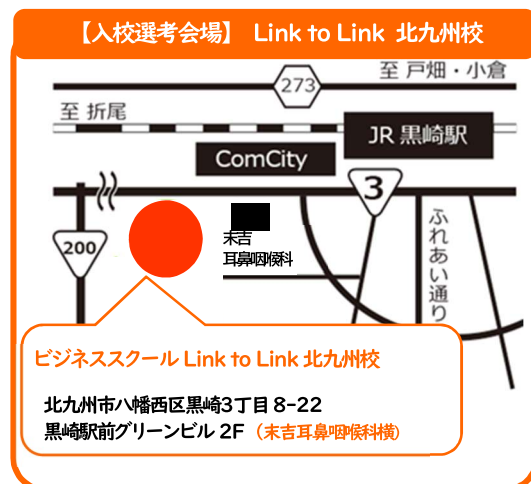 【入校選考会場】 Link to Link 北九州校
273
至 戸畑・小倉
至 折尾
JR 黒崎駅
ComCity
3
200
末吉
耳鼻咽喉科
ふれあい通り
ビジネススクール Link to Link 北九州校
北九州市八幡西区黒崎3丁目 8-22
黒崎駅前グリーンビル 2F (末吉耳鼻咽喉科横)